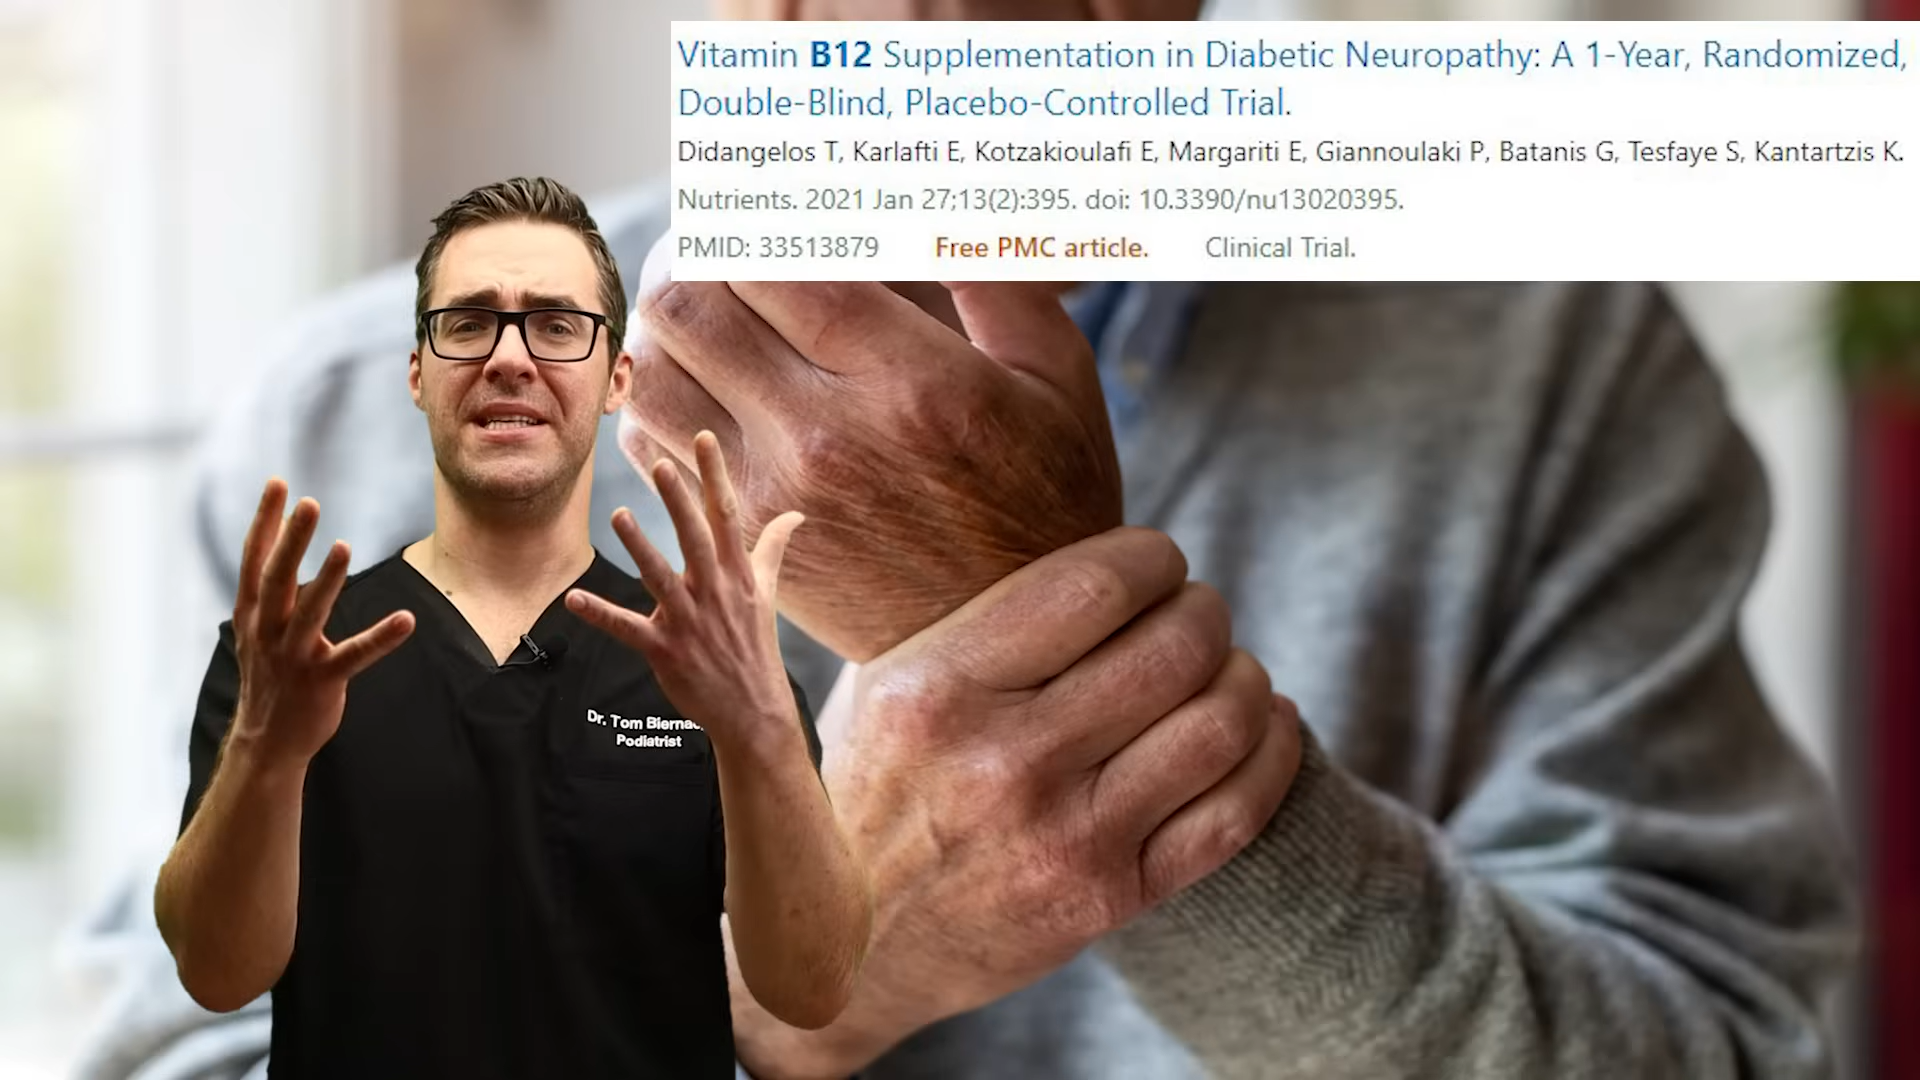 Vitamin B12 Supplementation in Diabetic Neuropathy: A 1-Year, Randomized,
Double-Blind, Placebo-Controlled Trial.
Didangelos T, Karlafti E, Kotzakioulafi E, Margariti E, Giannoulaki P, Batanis G, Tesfaye S, Kantartzis K.
Nutrients. 2021 Jan 27;13(2):395. doi: 10.3390/nu13020395.
PMID: 33513879 Free PMC article. Clinical Trial.
Dr. Tom
Podiatrist